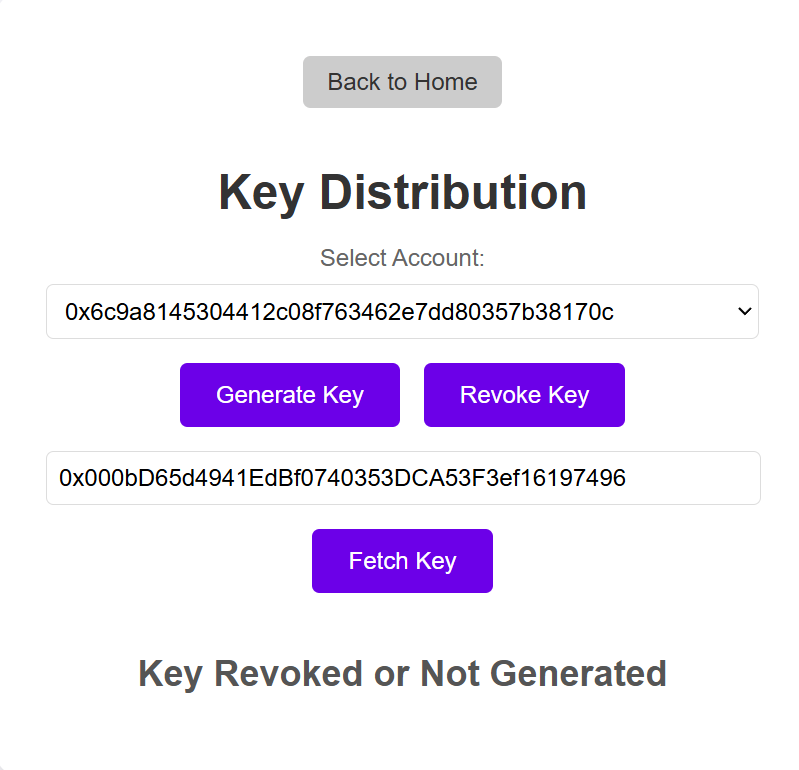 Back to Home
Key Distribution
Select Account:
0x6c9a8145304412c08f763462e7dd80357b38170c
Generate Key Revoke Key
0x000bD65d4941EdBf0740353DCA53F3ef16197496
Fetch Key
Key Revoked or Not Generated